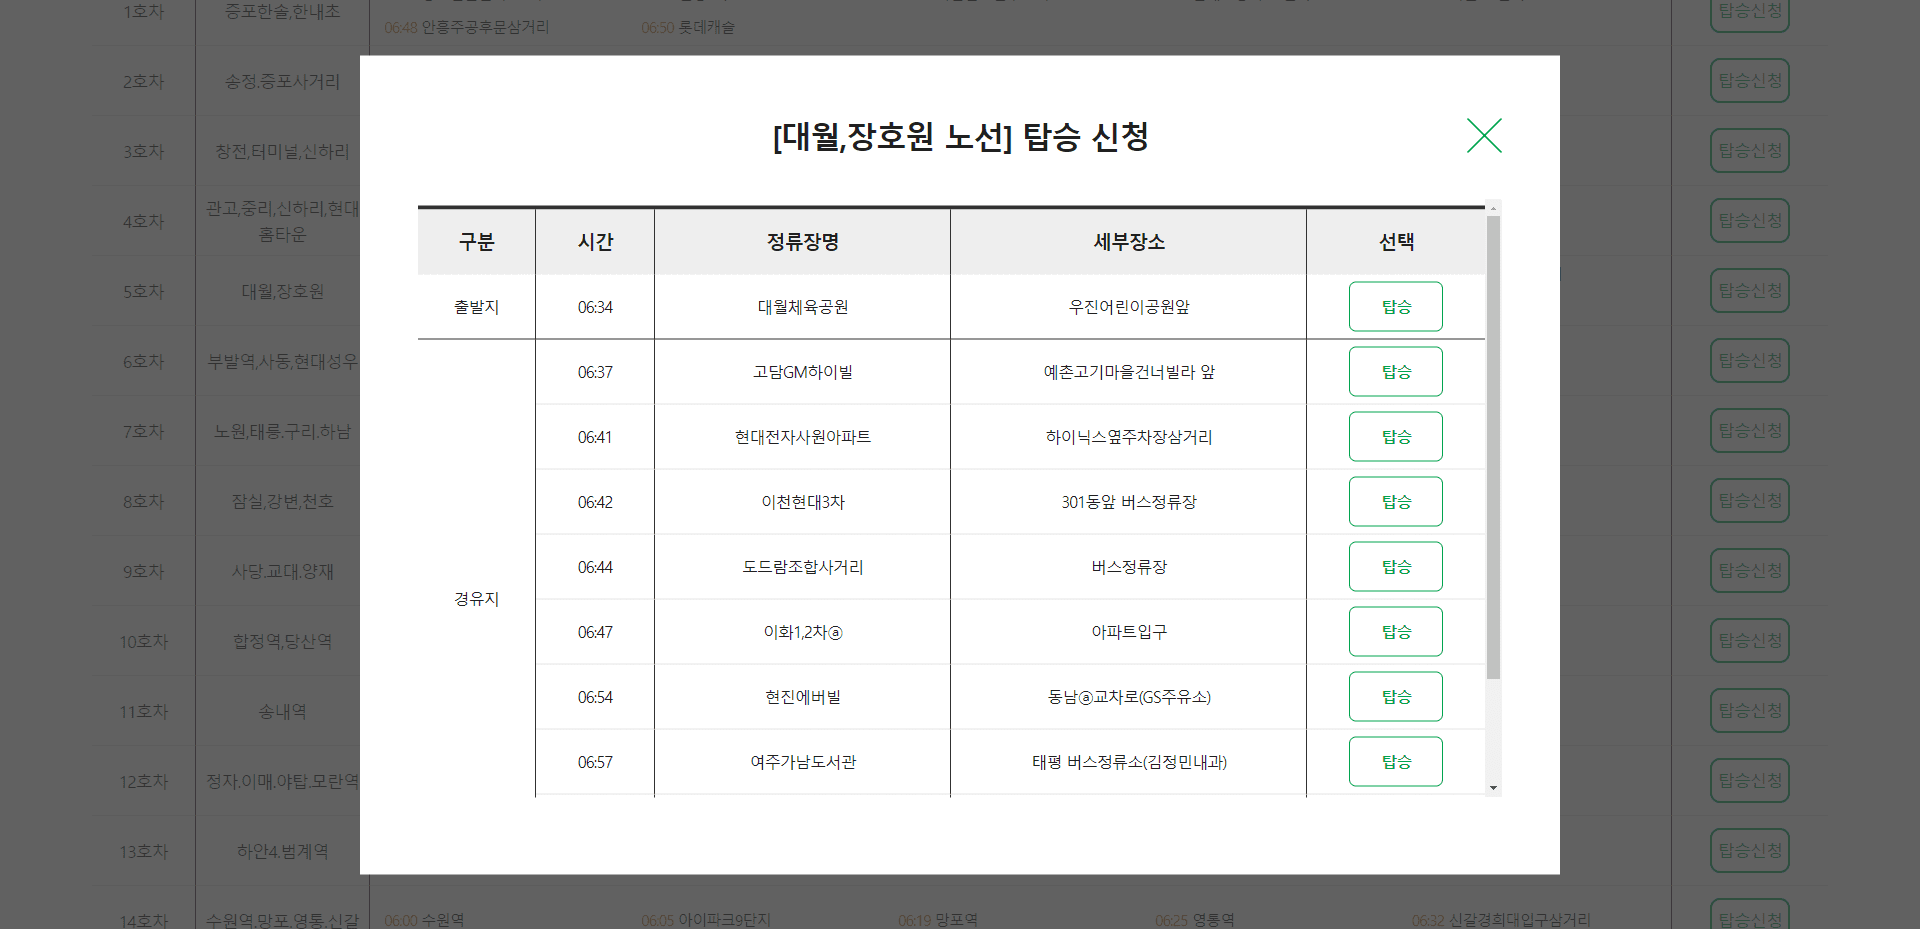 1호차 증포한솔,한내초 탑승신청
06:48 안흥주공후문삼거리 06:50 롯데캐슬
2호차 송정.증포사거리 탑승신청
3호차 창전,터미널,신하리 탑승신청
4호차 관고,중리,신하리,현대 탑승신청
홈타운
5호차 대월,장호원 탑승신청
6호차 부발역,사동,현대성우 탑승신청
7호차 노원,태릉.구리.하남 탑승신청
8호차 잠실,강변,천호 탑승신청
9호차 사당.교대.양재 탑승신청
10호차 합정역,당산역 탑승신청
11호차 송내역 탑승신청
12호차 정자.이매.야탑.모란역 탑승신청
13호차 하안4.범계역 탑승신청
14호차 수원역.망포.영통.신갈 06:00 수원역 06:05 아이파크9단지 06:19 망포역 06:25 영통역 06:32 신갈경희대입구삼거리 탑승신청
[대월,장호원 노선] 탑승 신청
구분 시간 정류장명 세부장소 선택
출발지 06:34 대월체육공원 우진어린이공원앞 탑승
경유지
06:37 고담GM하이빌 예촌고기마을건너빌라 앞 탑승
06:41 현대전자사원아파트 하이닉스옆주차장삼거리 탑승
06:42 이천현대3차 301동앞 버스정류장 탑승
06:44 도드람조합사거리 버스정류장 탑승
06:47 이화1,2차ⓐ 아파트입구 탑승
06:54 현진에버빌 동남ⓐ교차로(GS주유소) 탑승
06:57 여주가남도서관 태평 버스정류소(김정민내과) 탑승